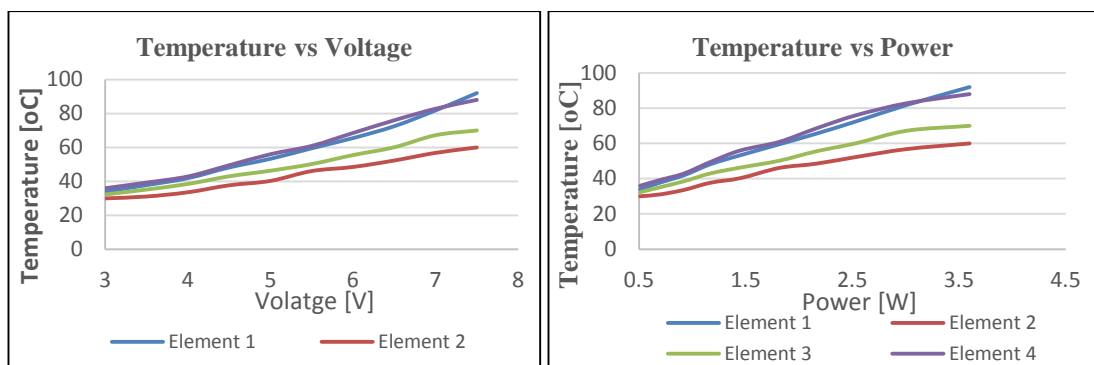 Temperature vs Voltage
Temperature [oC]
100
80
60
40
20
0
3 4 5 6 7 8
Volatge [V]
Element 1 Element 2
Temperature vs Power
Temperature [oC]
100
80
60
40
20
0
0.5 1.5 2.5 3.5 4.5
Power [W]
Element 1 Element 2
Element 3 Element 4